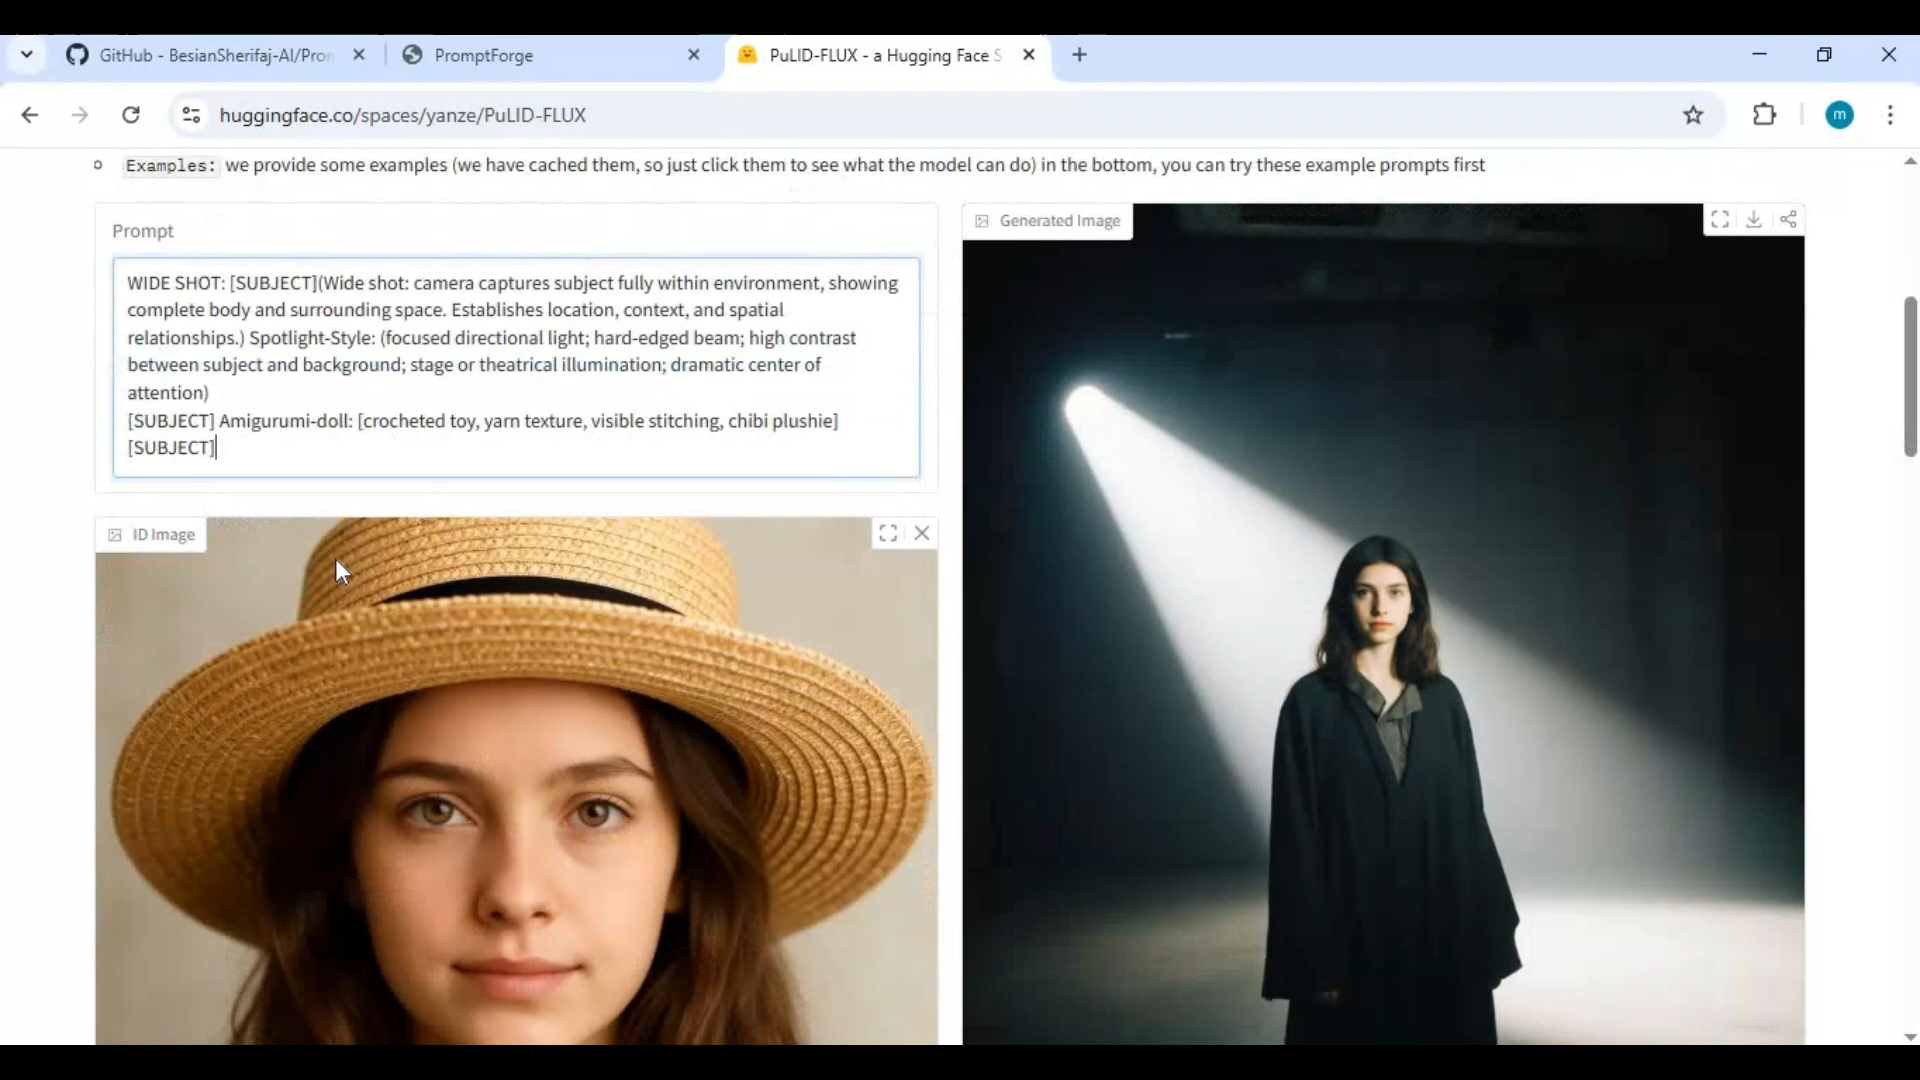 GitHub - BesianSherifaj-AI/Pron
PromptForge
PuLID-FLUX - a Hugging Face S
huggingface.co/spaces/yanze/PuLID-FLUX
m
Examples: we provide some examples (we have cached them, so just click them to see what the model can do) in the bottom, you can try these example prompts first
Prompt
WIDE SHOT: [SUBJECT](Wide shot: camera captures subject fully within environment, showing
complete body and surrounding space. Establishes location, context, and spatial
relationships.) Spotlight-Style: (focused directional light; hard-edged beam; high contrast
between subject and background; stage or theatrical illumination; dramatic center of
attention)
[SUBJECT] Amigurumi-doll: [crocheted toy, yarn texture, visible stitching, chibi plushie]
[SUBJECT]
ID Image
Generated Image